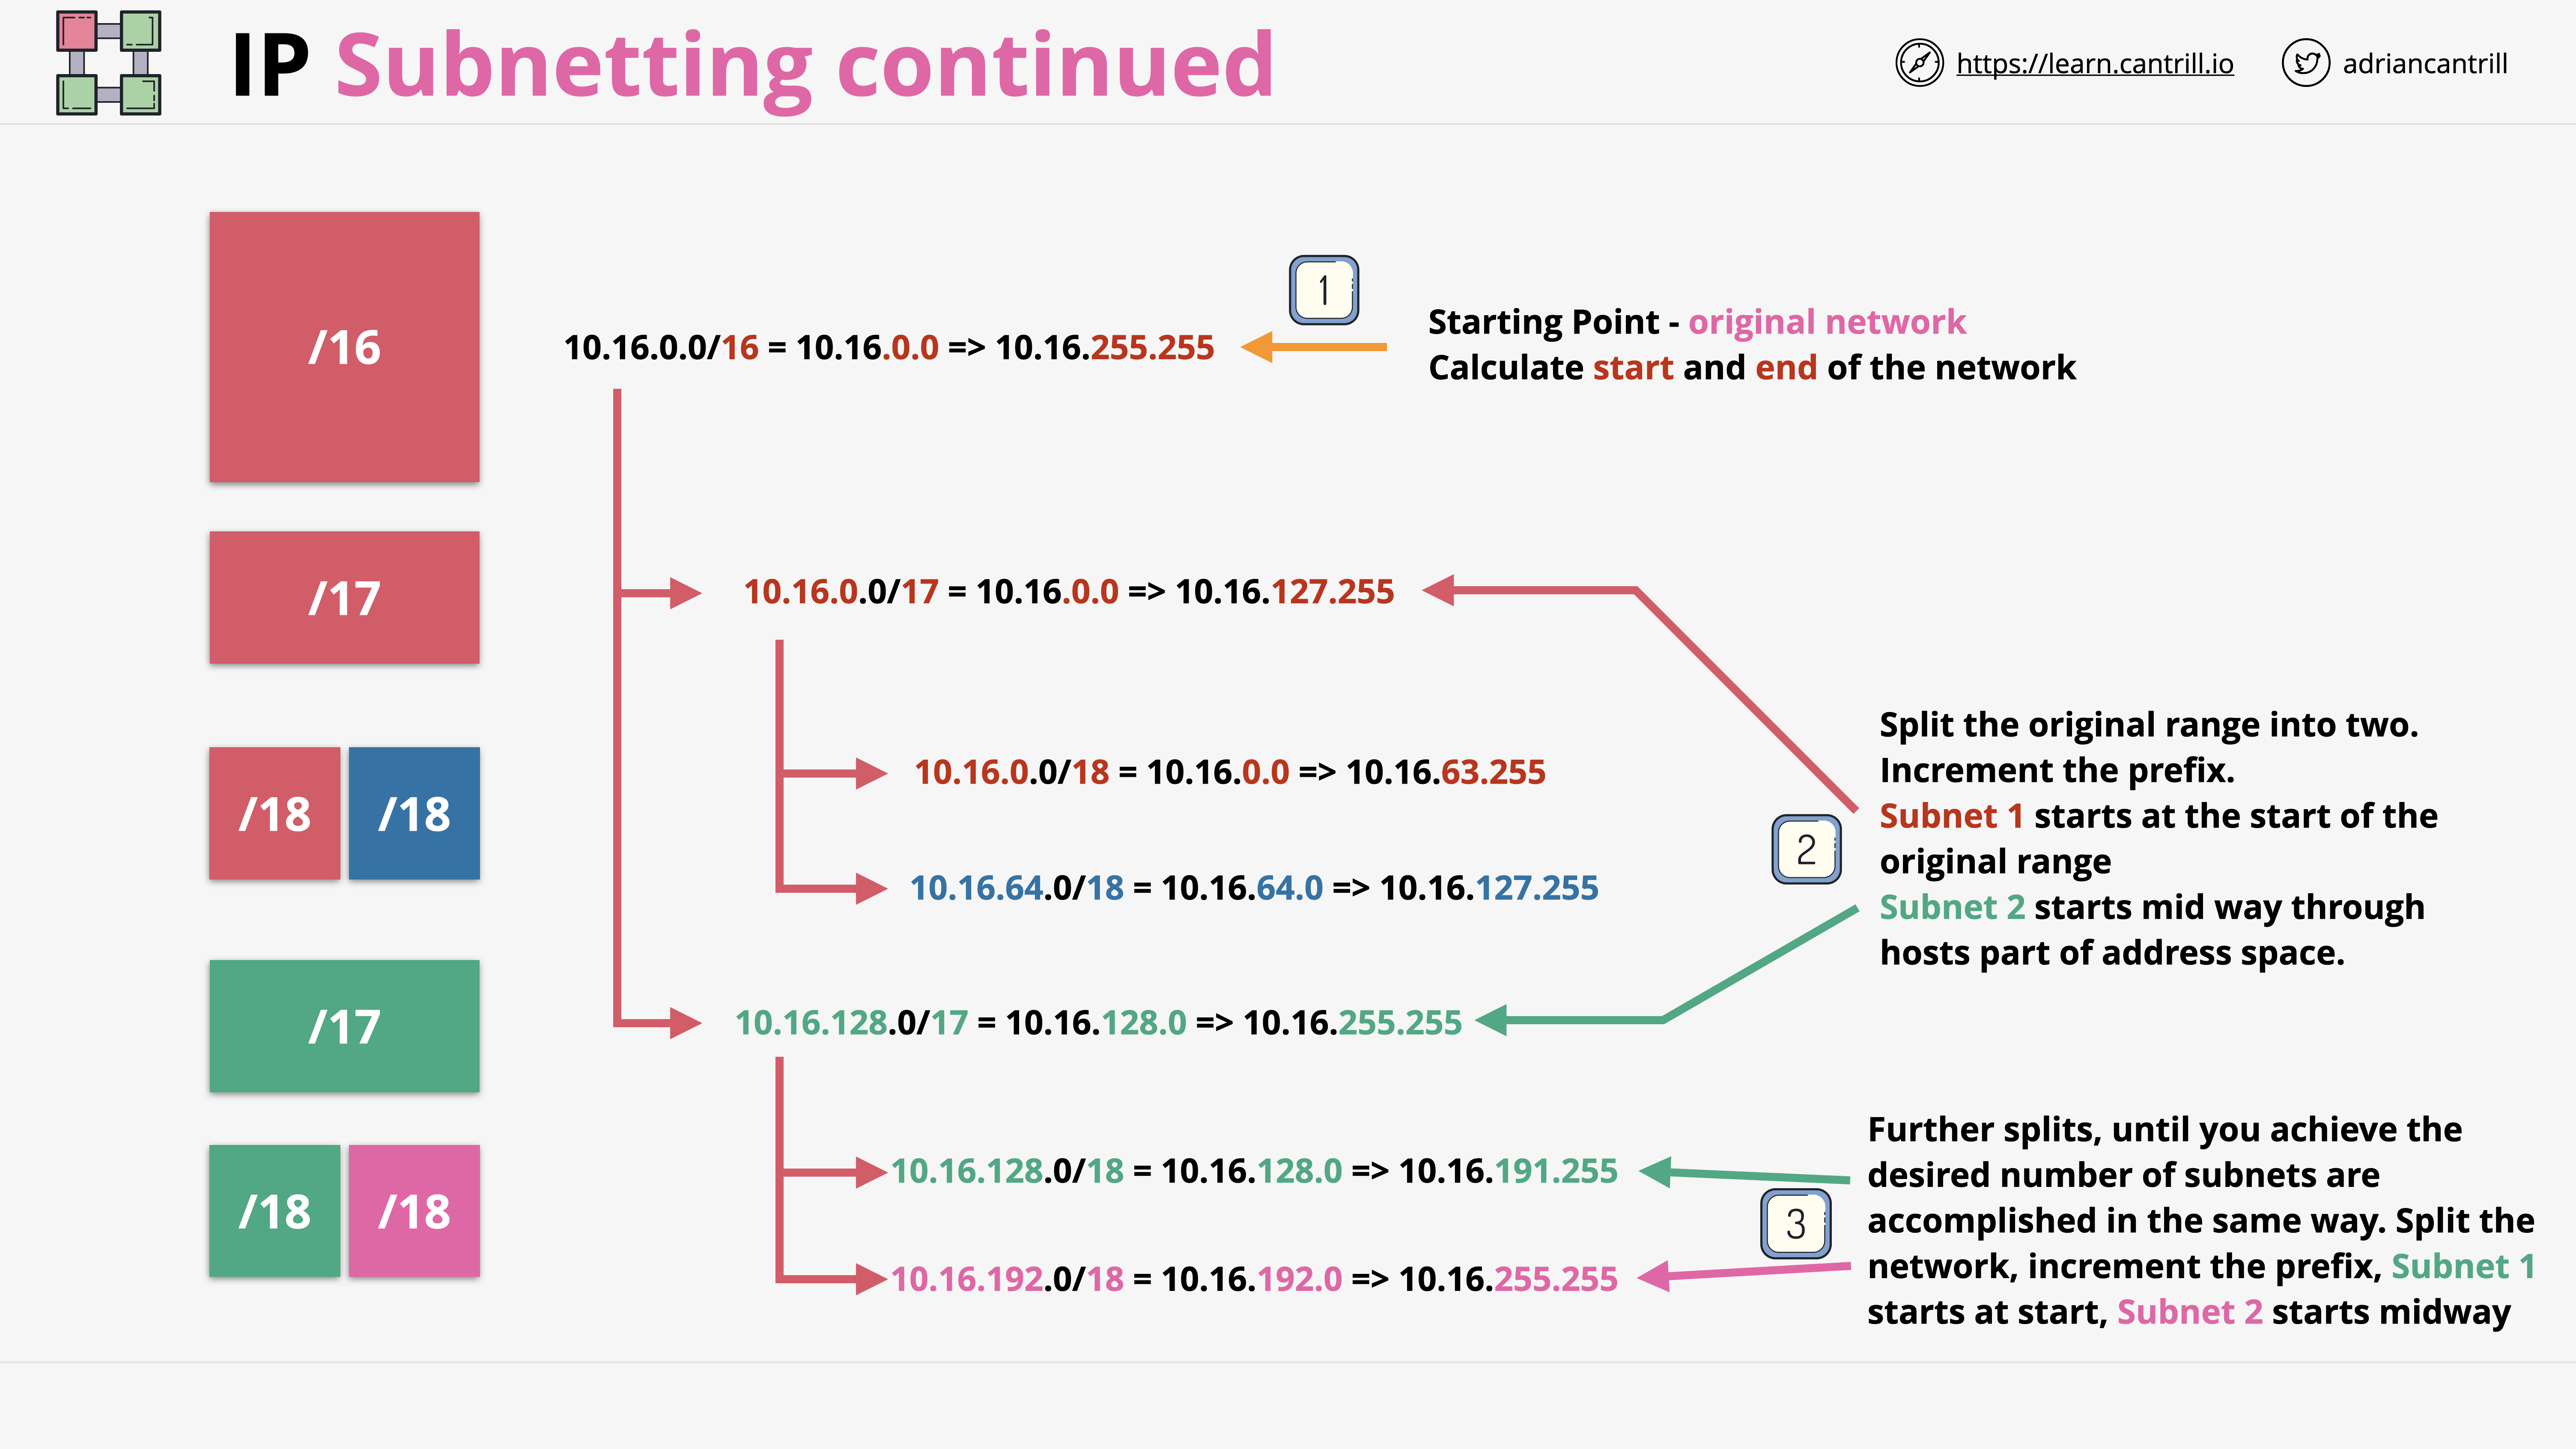 IP Subnetting continued
https://learn.cantrill.io
adriancantrill
/16
10.16.0.0/16 = 10.16.0.0 => 10.16.255.255
1
Starting Point - original network
Calculate start and end of the network
/17
10.16.0.0/17 = 10.16.0.0 => 10.16.127.255
/18 /18
10.16.0.0/18 = 10.16.0.0 => 10.16.63.255
10.16.64.0/18 = 10.16.64.0 => 10.16.127.255
2
Split the original range into two.
Increment the prefix.
Subnet 1 starts at the start of the
original range
Subnet 2 starts mid way through
hosts part of address space.
/17
10.16.128.0/17 = 10.16.128.0 => 10.16.255.255
/18 /18
10.16.128.0/18 = 10.16.128.0 => 10.16.191.255
10.16.192.0/18 = 10.16.192.0 => 10.16.255.255
3
Further splits, until you achieve the
desired number of subnets are
accomplished in the same way. Split the
network, increment the prefix, Subnet 1
starts at start, Subnet 2 starts midway